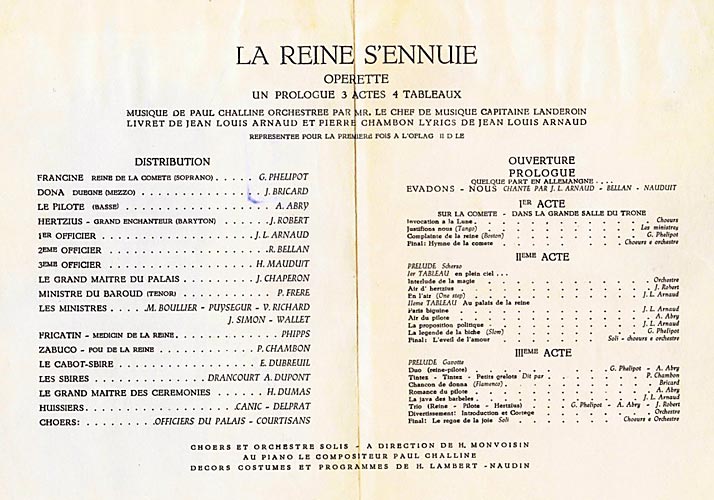 LA REINE S'ENNUIE
OPERETTE
UN PROLOGUE 3 ACTES 4 TABLEAUX
MUSIQUE DE PAUL CHALLINE ORCHESTREE PAR MR. LE CHEF DE MUSIQUE CAPITAINE LANDEROIN
LIVRET DE JEAN LOUIS ARNAUD ET PIERRE CHAMBON LYRICS DE JEAN LOUIS ARNAUD
REPRESENTEE POUR LA PREMIERE FOIS A L'OFLAG II D LE
DISTRIBUTION
FRANCINE REINE DE LA COMETE (SOPRANO) . . . . . G. PHELIPOT
DONA DUEGNE (MEZZO) . . . . . . . . . . . . . J. BRICARD
LE PILOTE (BASSE) . . . . . . . . . . . . . . . A. ABRY
HERTZIUS - GRAND ENCHANTEUR (BARYTON) . . . . . . . J. ROBERT
1ER OFFICIER . . . . . . . . . . . . . . . . J. L. ARNAUD
2EME OFFICIER . . . . . . . . . . . . . . . . . R. BELLAN
3EME OFFICIER . . . . . . . . . . . . . . . . H. MAUDUIT
LE GRAND MAITRE DU PALAIS . . . . . . . . . J. CHAPERON
MINISTRE DU BAROUD (TENOR) . . . . . . . . . . . P. FRERE
LES MINISTRES . . . . . M. BOULLIER - PUYSEGUR - V. RICHARD
J. SIMON - WALLET
FRICATIN - MEDICIN DE LA REINE . . . . . . . . . . . . PHIPPS
ZABUCO - FOU DE LA REINE . . . . . . . . . . . P. CHAMBON
LE CABOT-SBIRE . . . . . . . . . . . . . . . E. DUBREUIL
LES SBIRES . . . . . . . . . . DRANCOURT A. DUPONT
LE GRAND MAITRE DES CEREMONIES . . . . . . . . H. DUMAS
HUISSIERS . . . . . . . . . . . . . . . CANIC - DELPRAT
CHOERS: . . . . . . . OFFICIERS DU PALAIS - COURTISANS
OUVERTURE
PROLOGUE
QUELQUE PART EN ALLEMANGNE . . . .
EVADONS - NOUS CHANTE PAR J. L. ARNAUD - BELLAN - NAUDUIT
1ER ACTE
SUR LA COMETE - DANS LA GRANDE SALLE DU TRONE
Invocation a la Lune . . . . . . . . . . . . Choeurs
Justifions nous (Tango) . . . . . . . . . . . Les ministres
Complainte de la reine (Boston) . . . . . . . . . G. Phelipot
Final: Hymne de la comete . . . . . . . . Choeurs e orchestre
IIEME ACTE
PRELUDE Scherzo
1er TABLEAU en plein ciel . . .
Interlude de la magie . . . . . . . . . . . . Orchestre
Air d' hertzius . . . . . . . . . . . . . . J. Robert
En l'air (One step) . . . . . . . . . . . . J. L. Arnaud
IIeme TABLEAU Au palais de la reine
Paris biguine . . . . . . . . . . . . . . J. L. Arnaud
Air du pilote . . . . . . . . . . . . . . . A. Abry
La proposition politique . . . . . . . . . . . J. L. Arnaud
La legende de la biche (Slow) . . . . . . . . . G. Phelipot
Final: L'eveil de l'amour . . . . . . Soli - choeurs e orchestre
IIIEME ACTE
PRELUDE Gavotte
Duo (reine-pilote) . . . . . . . . . . G. Phelipot - A. Abry
Tintez - Tintez - Petits grelots Dit par . . . . . . P. Chambon
Chancon de donna (Flamenco) . . . . . . . . . . . Bricard
Romance du pilote . . . . . . . . . . . . . . A. Abry
La java des barbeles . . . . . . . . . . . . J. L. Arnaud
Trio (Reine - Pilote - Hertzius) . . . . G. Phelipot - A. Abry - J. Robert
Divertissement: Introduction et Cortege . . . . . . . Orchestre
Final: Le regne de la joie Soli . . . . . . . Choeurs e Orchestre
CHOERS ET ORCHESTRE SOLIS - A DIRECTION DE H. MONVOISIN
AU PIANO LE COMPOSITEUR PAUL CHALLINE
DECORS COSTUMES ET PROGRAMMES DE H. LAMBERT - NAUDIN